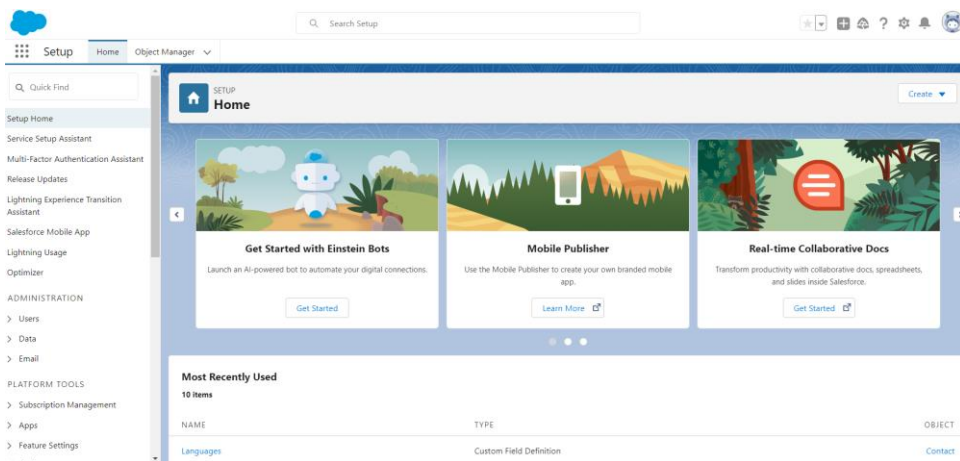 Search Setup
Setup
Home
Object Manager
Quick Find
Setup Home
Service Setup Assistant
Multi-Factor Authentication Assistant
Release Updates
Lightning Experience Transition
Assistant
Salesforce Mobile App
Lightning Usage
Optimizer
ADMINISTRATION
Users
Data
Email
PLATFORM TOOLS
Subscription Management
Apps
Feature Settings
SETUP
Home
Create
Get Started with Einstein Bots
Launch an AI-powered bot to automate your digital connections.
Get Started
Mobile Publisher
Use the Mobile Publisher to create your own branded mobile
app.
Learn More
Real-time Collaborative Docs
Transform productivity with collaborative docs, spreadsheets,
and slides inside Salesforce.
Get Started
Most Recently Used
10 items
NAME TYPE OBJECT
Languages Custom Field Definition Contact